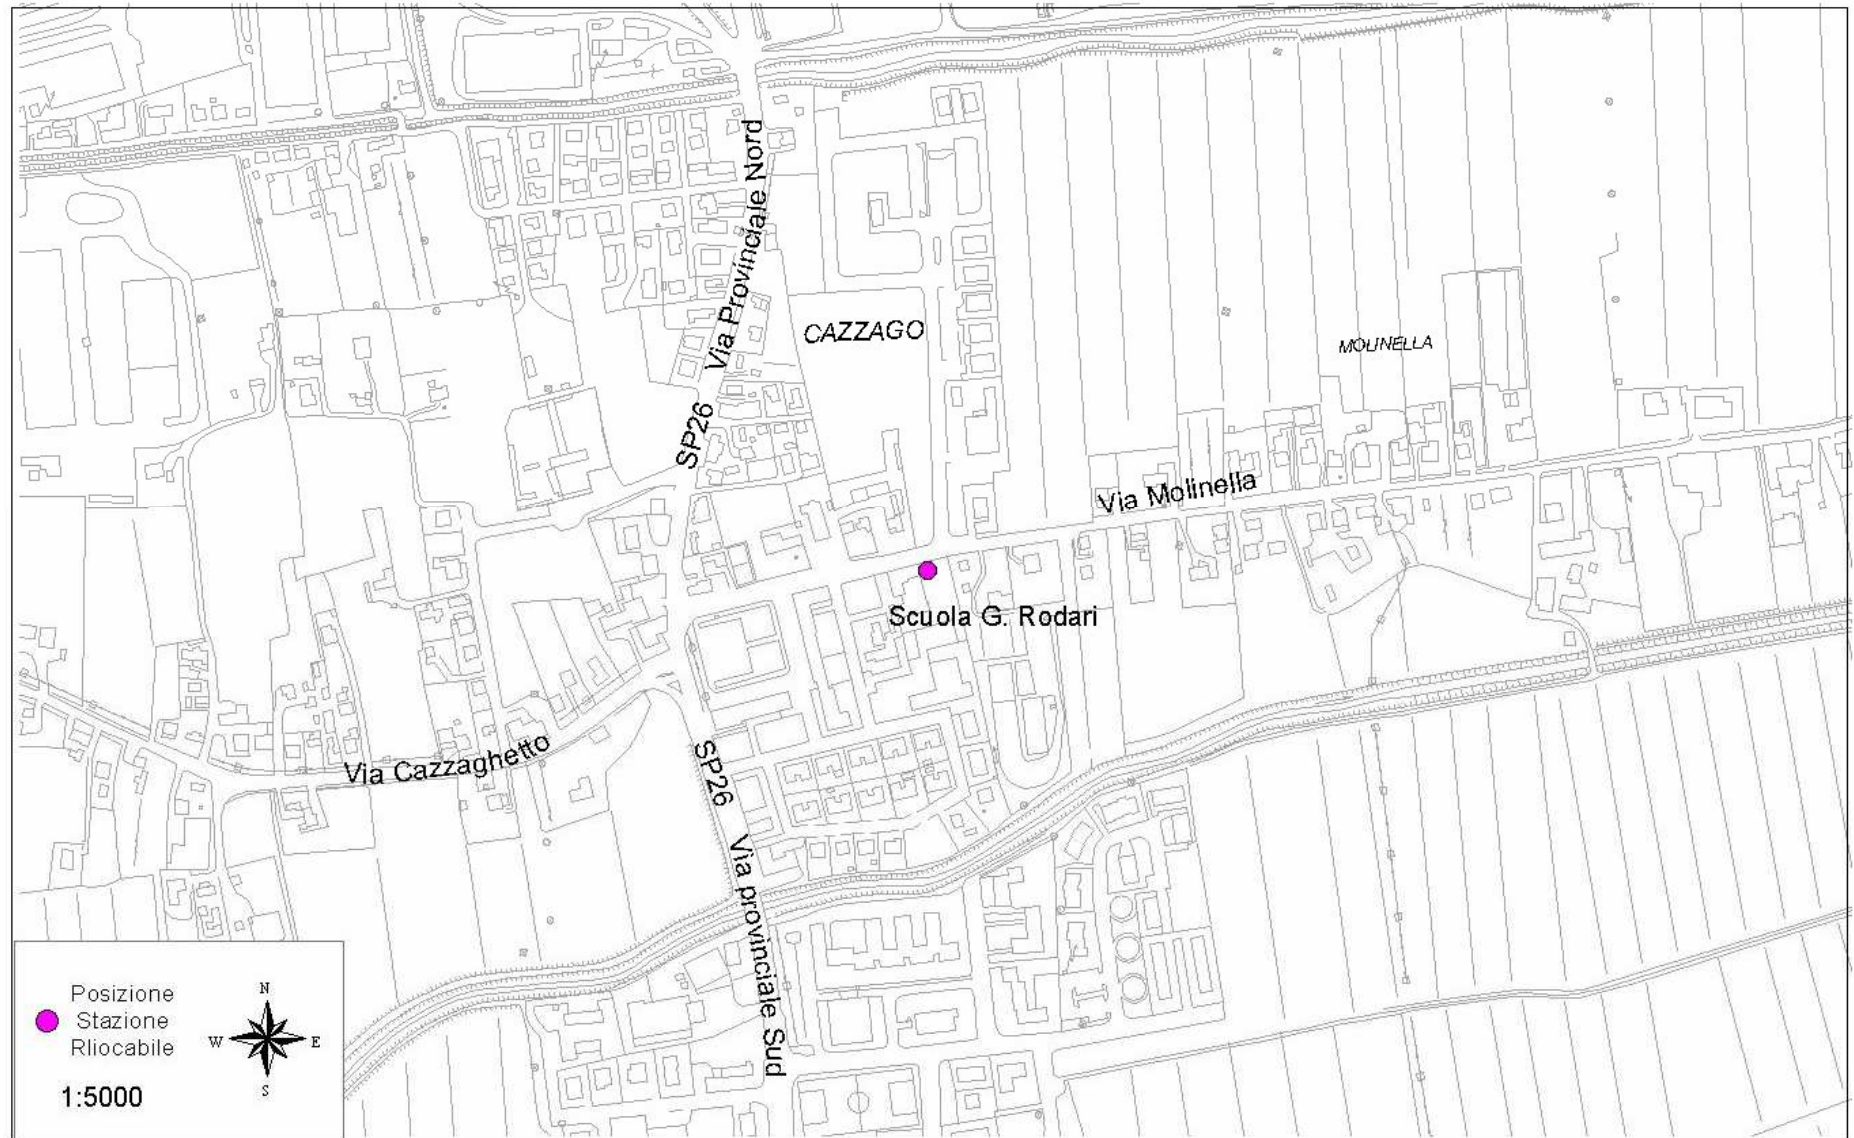 Via Provinciale Nord
CAZZAGO
MOLINELLA
SP26
Via Molinella
Scuola G. Rodari
Via Cazzaghetto
SP26
Via provinciale Sud
Posizione
Stazione
Rliocabile
N
W
E
S
1:5000